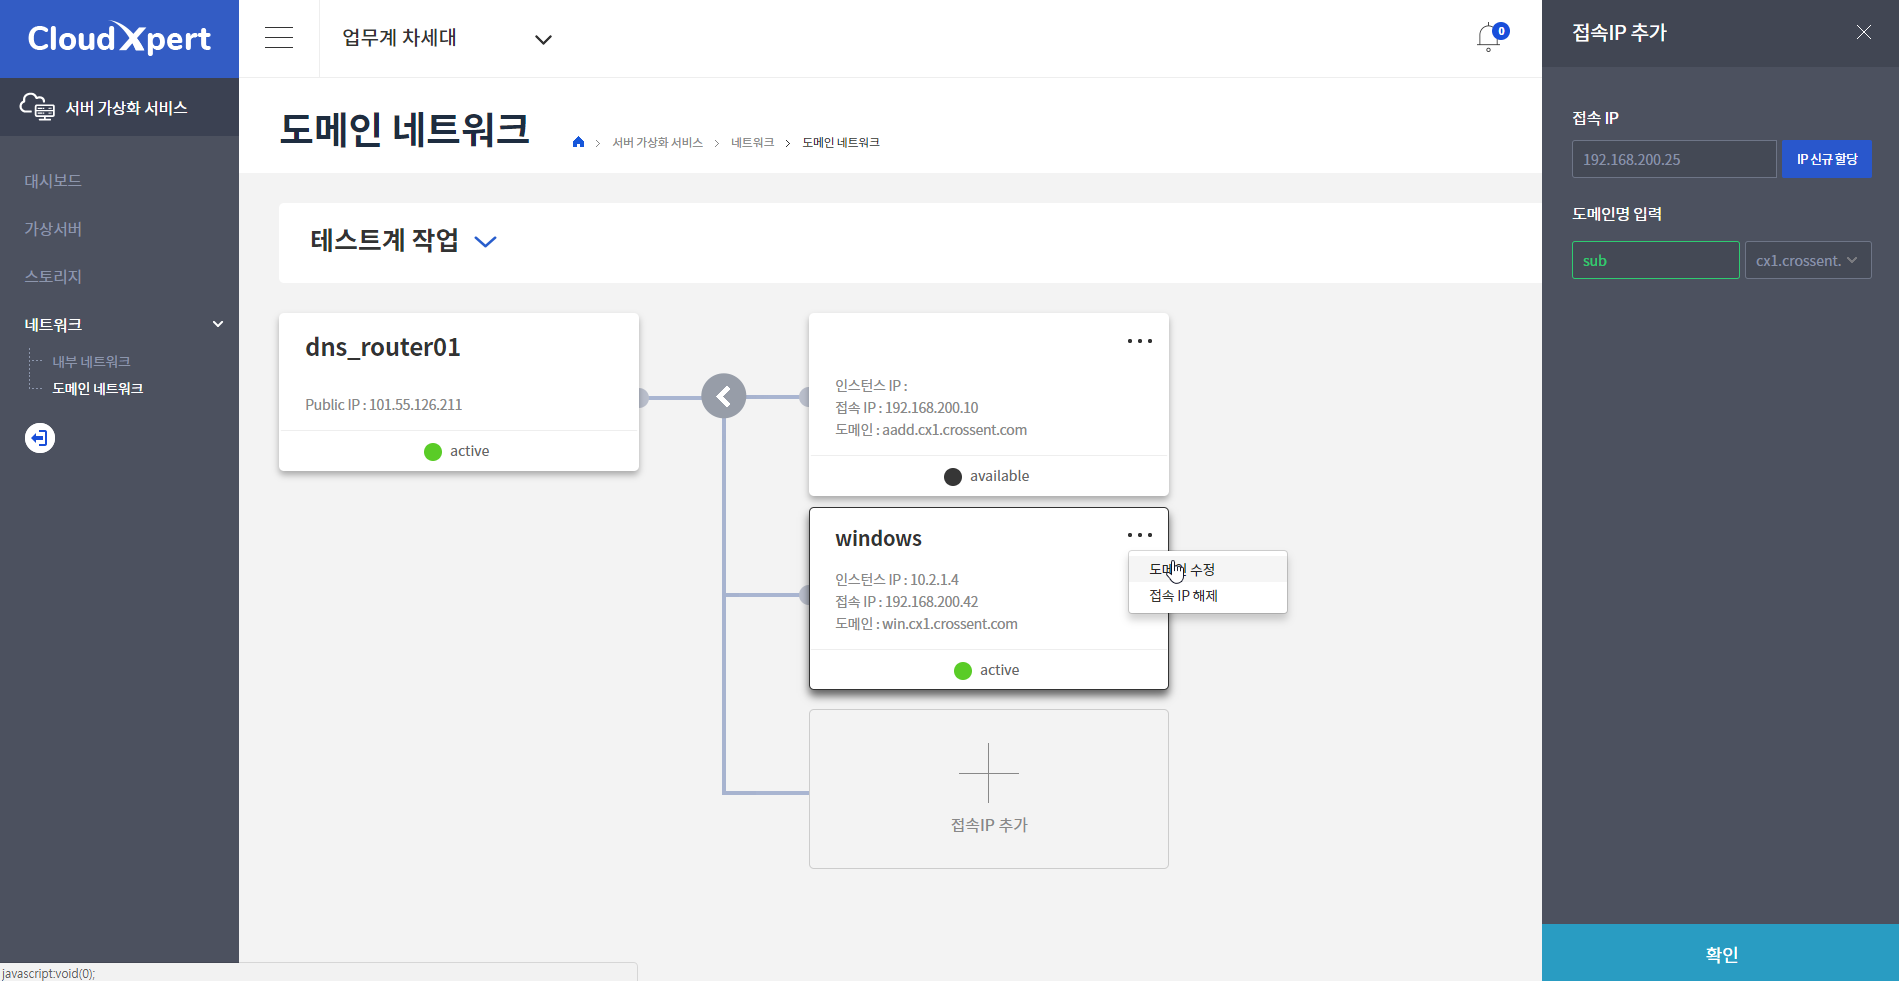 CloudXpert
업무계 차세대
0
서버 가상화 서비스
대시보드
가상서버
스토리지
네트워크
내부 네트워크
도메인 네트워크
도메인 네트워크
서버 가상화 서비스
네트워크
도메인 네트워크
테스트계 작업
dns_router01
Public IP : 101.55.126.211
active
인스턴스 IP :
접속 IP : 192.168.200.10
도메인 : aadd.cx1.crossent.com
available
windows
인스턴스 IP : 10.2.1.4
접속 IP : 192.168.200.42
도메인 : win.cx1.crossent.com
active
도메인 수정
접속 IP 해제
접속IP 추가
접속IP 추가
접속 IP
192.168.200.25
IP 신규 할당
도메인명 입력
sub
cx1.crossent.
확인
javascript:void(0);